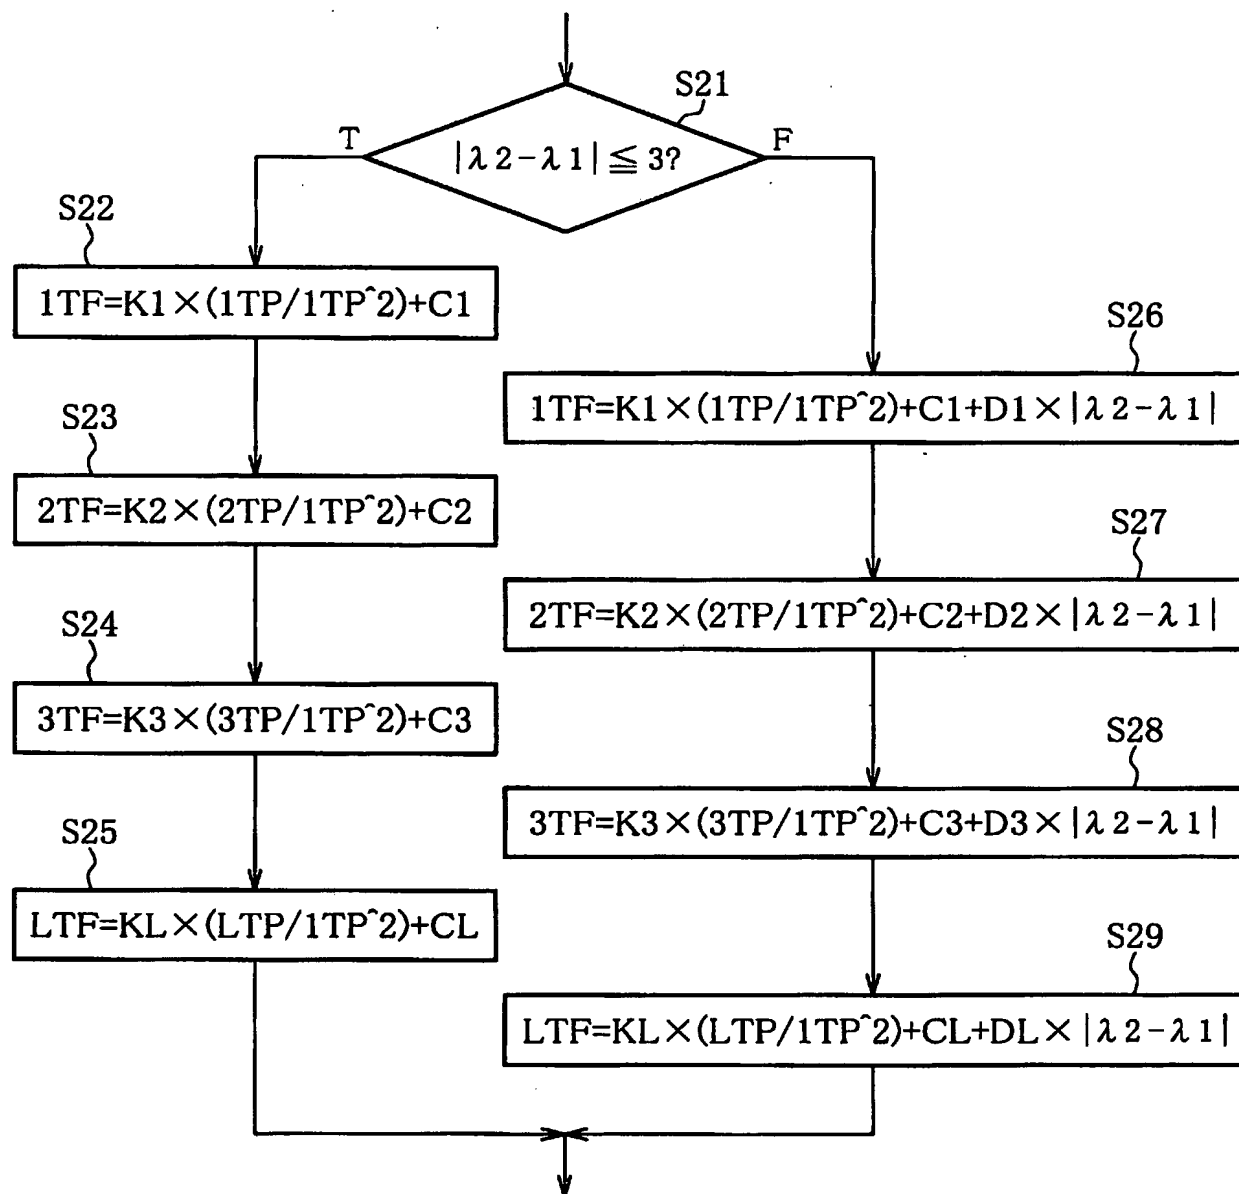 S21
T
|λ2-λ1|≦3?
F
S22
1TF=K1×(1TP/1TP^2)+C1
S23
2TF=K2×(2TP/1TP^2)+C2
S24
3TF=K3×(3TP/1TP^2)+C3
S25
LTF=KL×(LTP/1TP^2)+CL
S26
1TF=K1×(1TP/1TP^2)+C1+D1×|λ2-λ1|
S27
2TF=K2×(2TP/1TP^2)+C2+D2×|λ2-λ1|
S28
3TF=K3×(3TP/1TP^2)+C3+D3×|λ2-λ1|
S29
LTF=KL×(LTP/1TP^2)+CL+DL×|λ2-λ1|